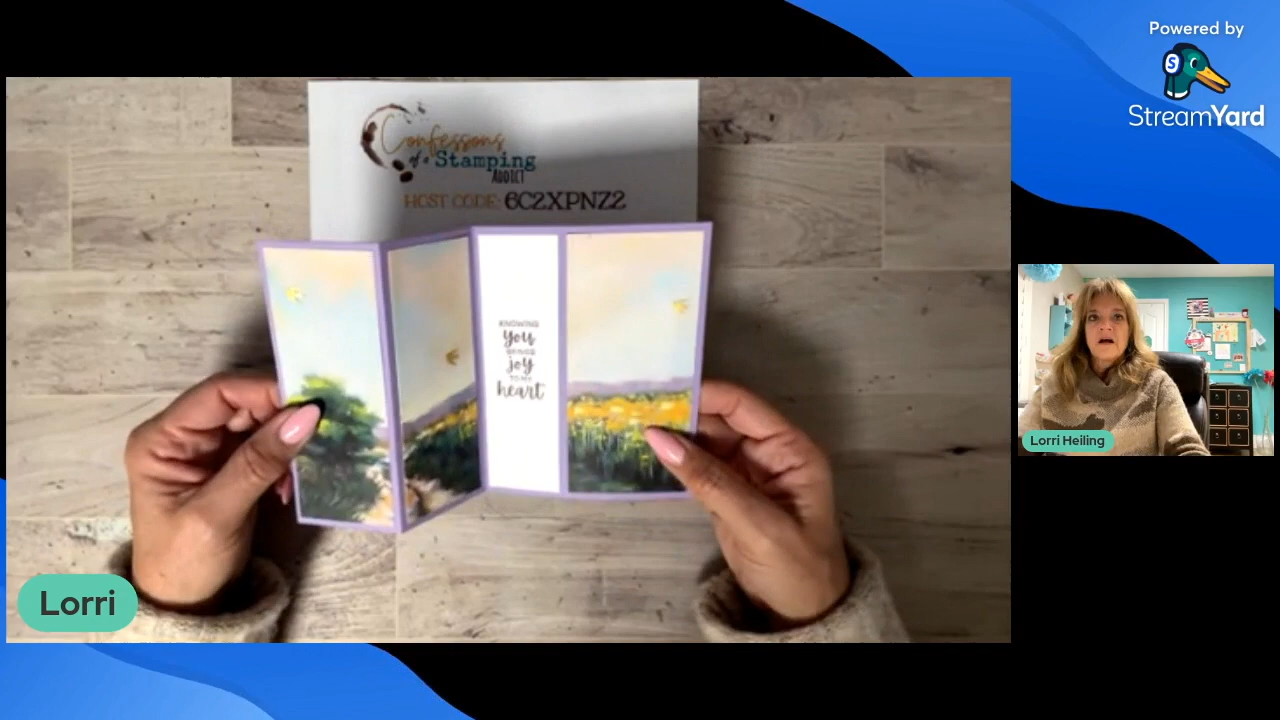 Powered by
S
StreamYard
Confessions
of a Stamping
ADDICT
HOST CODE: 6C2XPNZ2
KNOWING
you
BRINGS
joy
TO MY
heart
Lorri Heiling
Lorri